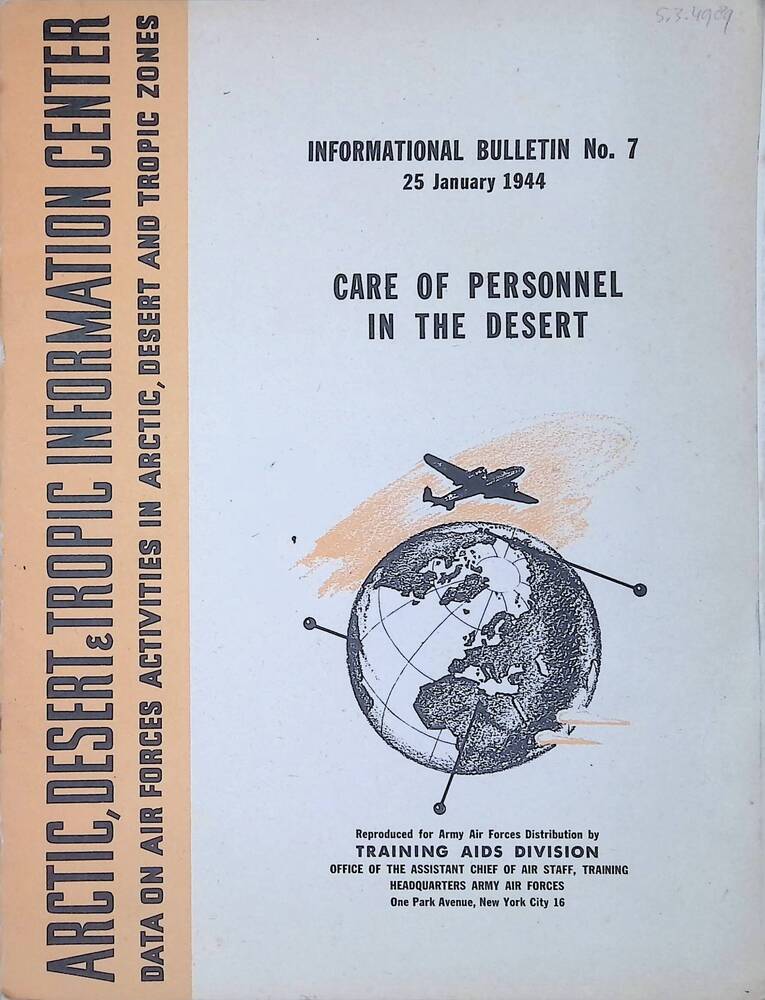 S.3.4989
ARCTIC, DESERT & TROPIC INFORMATION CENTER
DATA ON AIR FORCES ACTIVITIES IN ARCTIC, DESERT AND TROPIC ZONES
INFORMATIONAL BULLETIN No. 7
25 January 1944
CARE OF PERSONNEL
IN THE DESERT
Reproduced for Army Air Forces Distribution by
TRAINING AIDS DIVISION
OFFICE OF THE ASSISTANT CHIEF OF AIR STAFF, TRAINING
HEADQUARTERS ARMY AIR FORCES
One Park Avenue, New York City 16